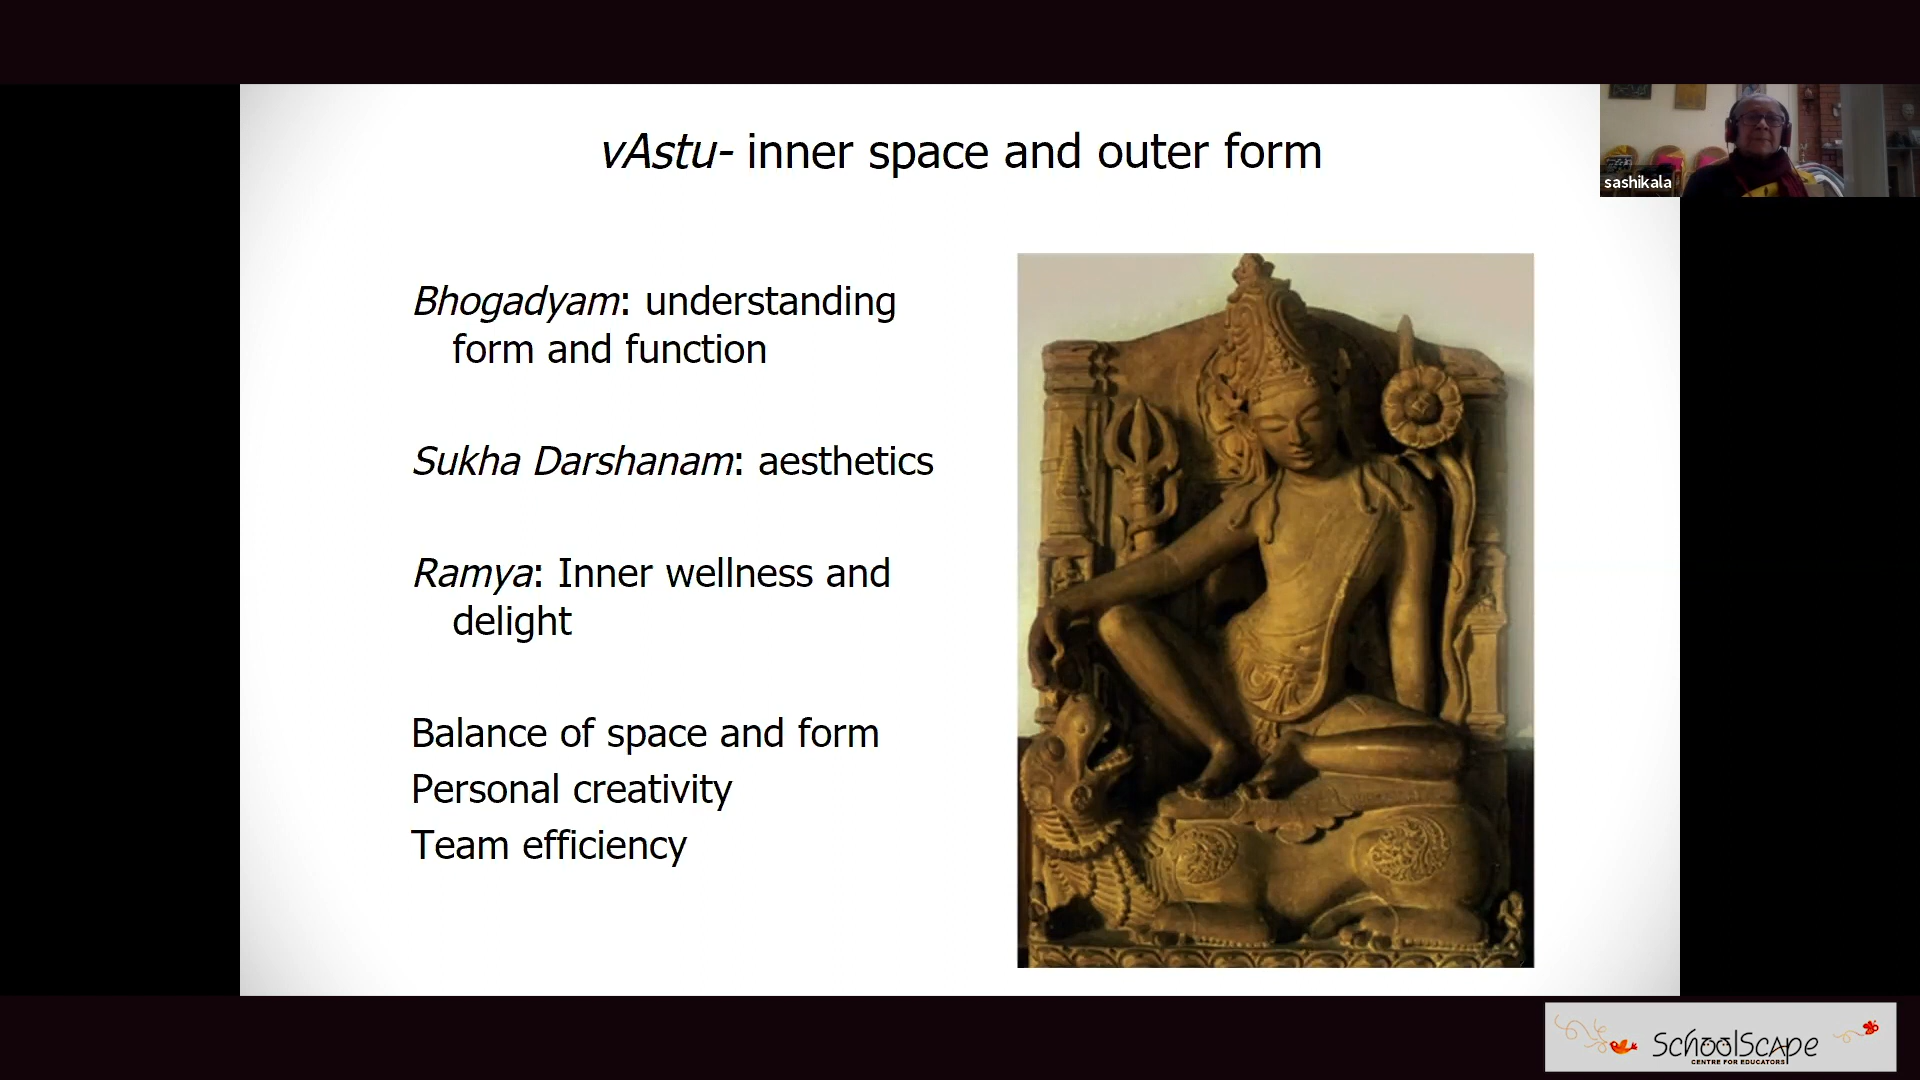 vAstu- inner space and outer form
sashikala
Bhogadyam: understanding
form and function
Sukha Darshanam: aesthetics
Ramya: Inner wellness and
delight
Balance of space and form
Personal creativity
Team efficiency
SchoolScape
CENTRE FOR EDUCATORS